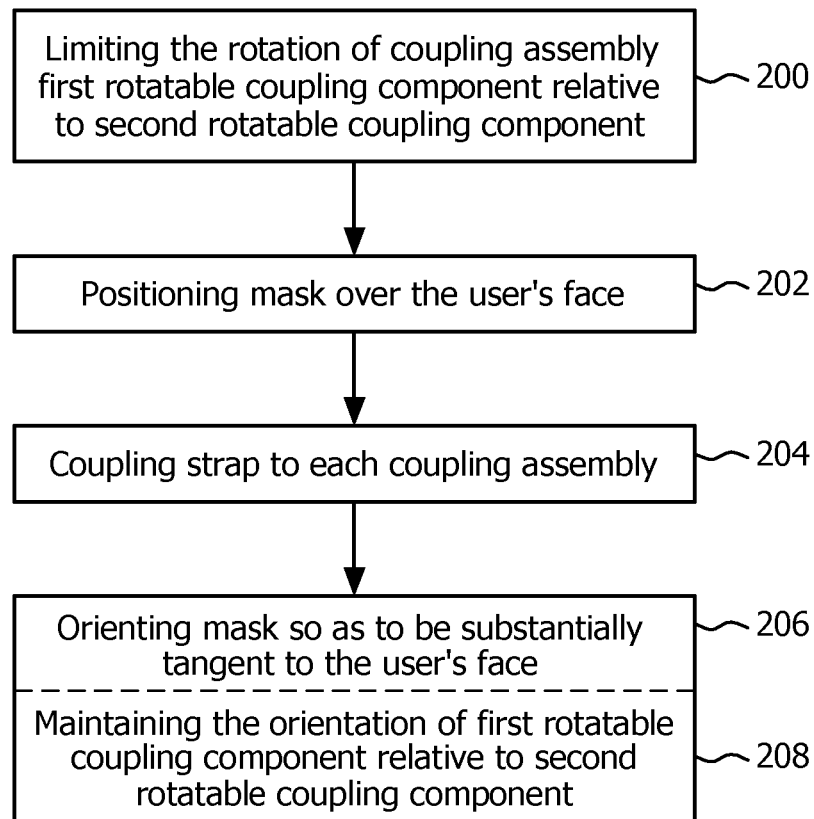 Limiting the rotation of coupling assembly
first rotatable coupling component relative
to second rotatable coupling component
200
Positioning mask over the user's face
202
Coupling strap to each coupling assembly
204
Orienting mask so as to be substantially
tangent to the user's face
206
Maintaining the orientation of first rotatable
coupling component relative to second
rotatable coupling component
208